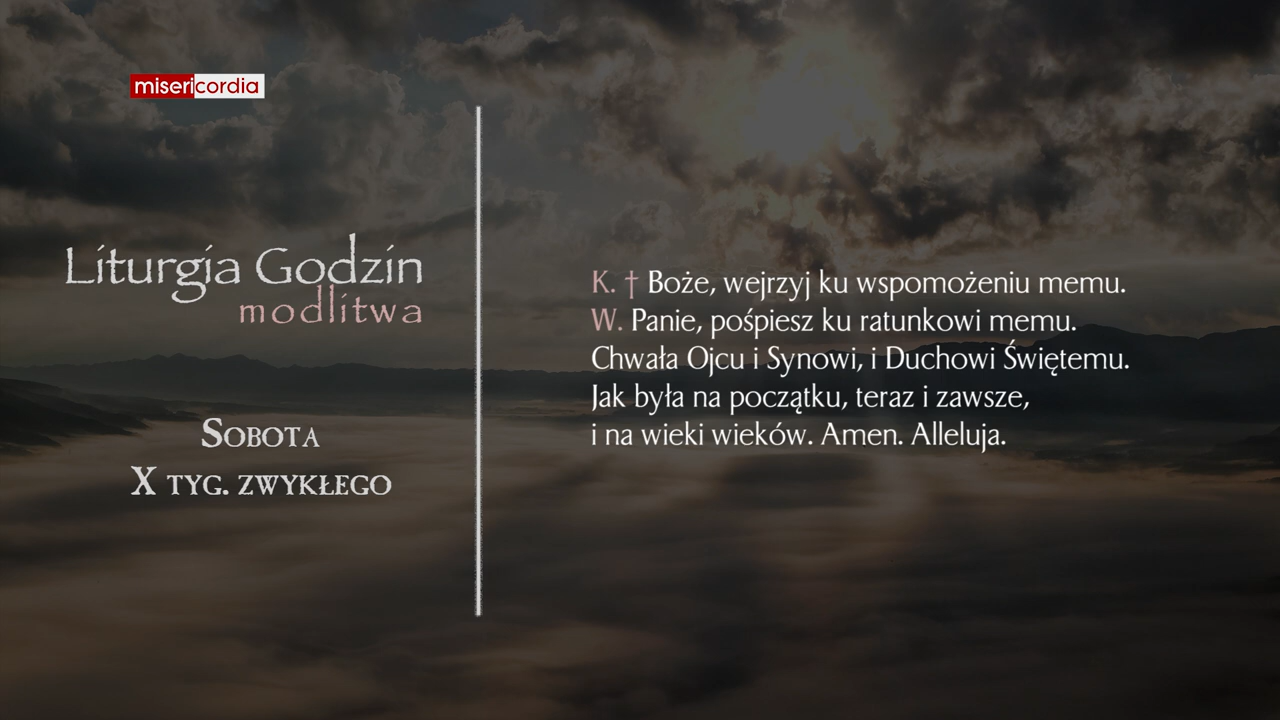 misericordia
Liturgia Godzin
modlitwa
Sobota
X tyg. zwykłego
K. † Boże, wejrzyj ku wspomożeniu memu.
W. Panie, pośpiesz ku ratunkowi memu.
Chwała Ojcu i Synowi, i Duchowi Świętemu.
Jak była na początku, teraz i zawsze,
i na wieki wieków. Amen. Alleluja.